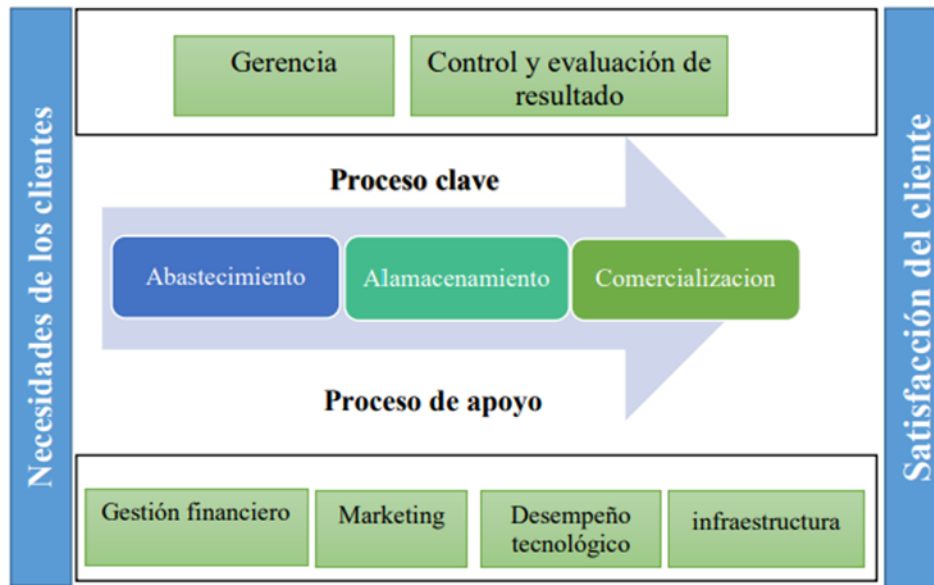 Necesidades de los clientes
Gerencia
Control y evaluación de
resultado
Proceso clave
Abastecimiento
Alamacenamiento
Comercializacion
Proceso de apoyo
Gestión financiero
Marketing
Desempeño
tecnológico
infraestructura
Satisfacción del cliente